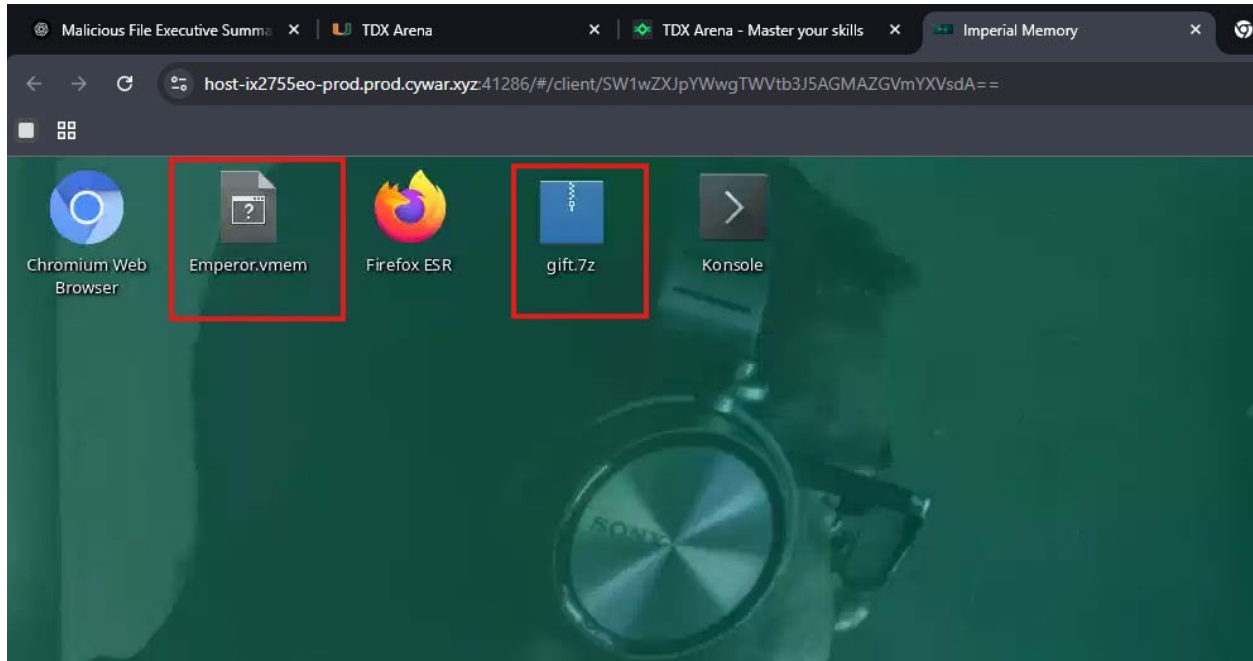 Malicious File Executive Summa
TDX Arena
TDX Arena - Master your skills
Imperial Memory
host-ix2755eo-prod.prod.cywar.xyz:41286/#/client/SW1wZXJpYWwgTWVtb3J5AGMAZGVmYXVsdA==
Chromium Web
Browser
Emperor.vmem
Firefox ESR
gift.7z
Konsole
SONY